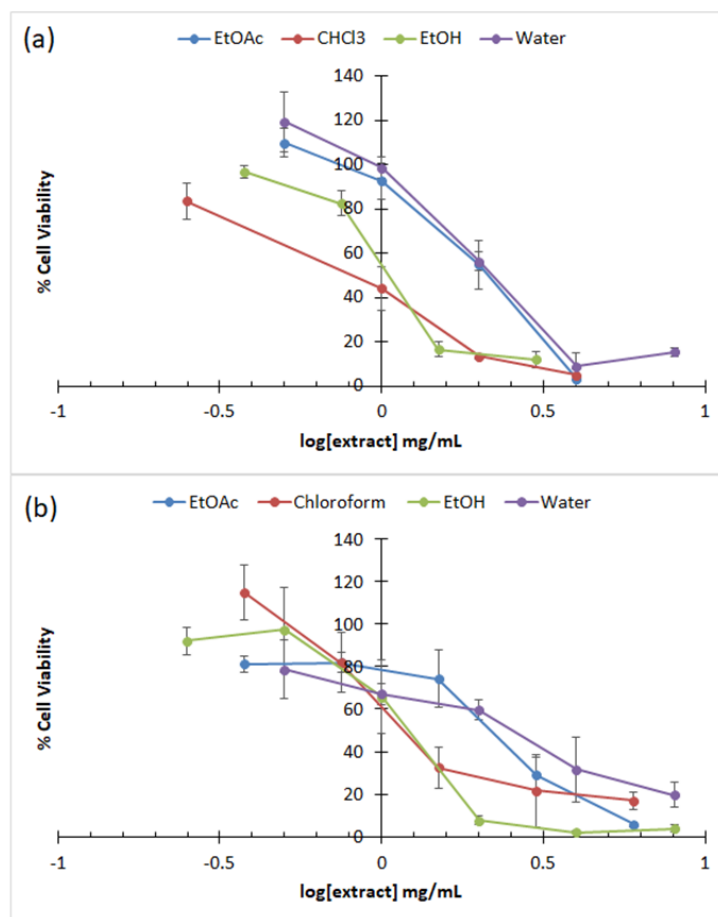 (a)
EtOAc CHCl3 EtOH Water
140
120
100
80
60
40
20
0
-1 -0.5 0 0.5 1
% Cell Viability
log[extract] mg/mL
(b)
EtOAc Chloroform EtOH Water
140
120
100
80
60
40
20
0
-1 -0.5 0 0.5 1
% Cell Viability
log[extract] mg/mL